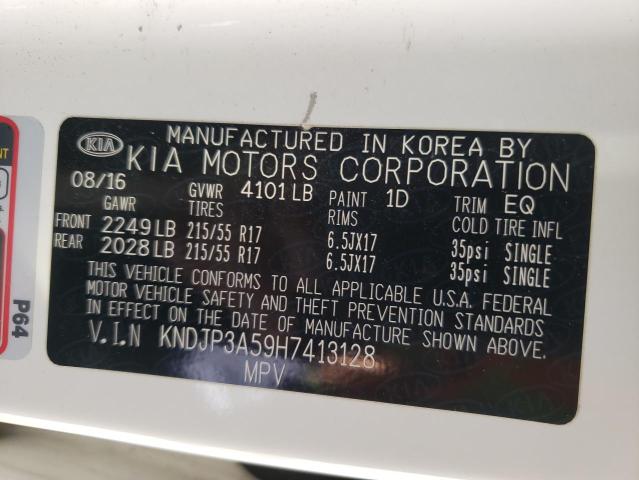 KIA
MANUFACTURED IN KOREA BY
KIA MOTORS CORPORATION
08/16 GVWR 4101 LB PAINT 1D TRIM EQ
GAWR TIRES RIMS COLD TIRE INFL
FRONT 2249 LB 215/55 R17 6.5JX17 35psi SINGLE
REAR 2028 LB 215/55 R17 6.5JX17 35psi SINGLE
THIS VEHICLE CONFORMS TO ALL APPLICABLE U.S.A. FEDERAL
MOTOR VEHICLE SAFETY AND THEFT PREVENTION STANDARDS
IN EFFECT ON THE DATE OF MANUFACTURE SHOWN ABOVE.
V.I.N KNDJP3A59H7413128
MPV
P64